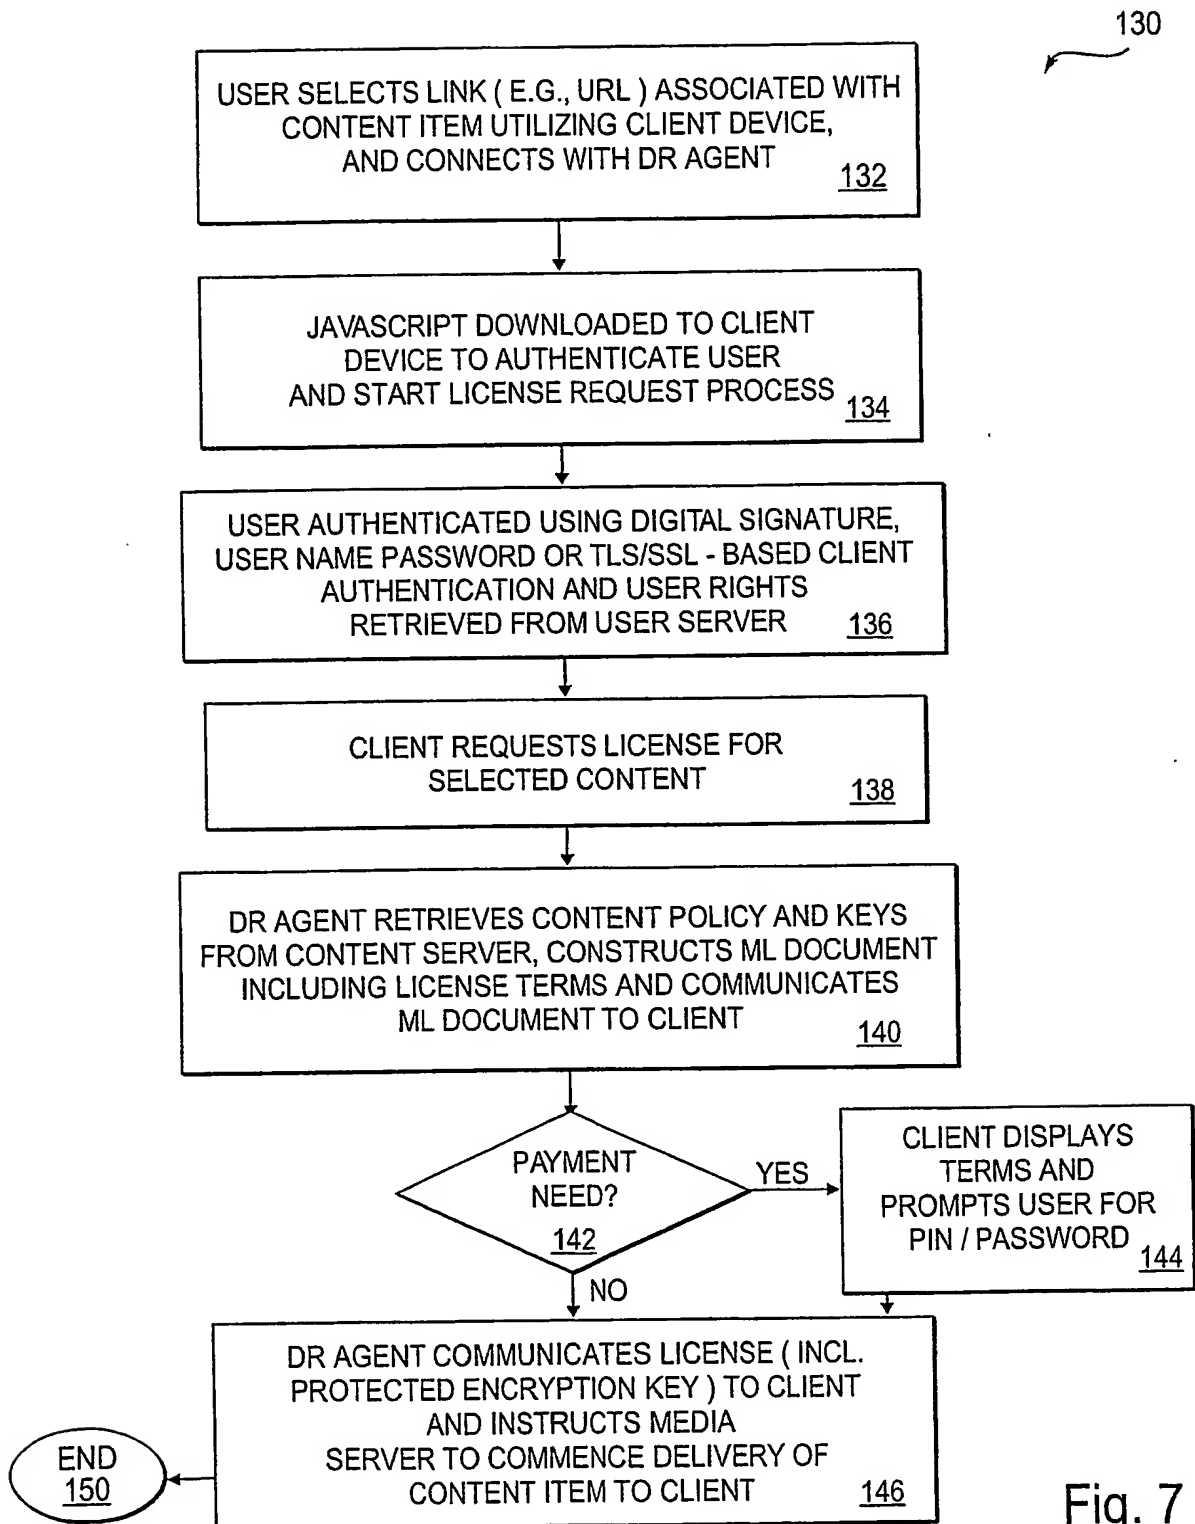 130
USER SELECTS LINK ( E.G., URL ) ASSOCIATED WITH
CONTENT ITEM UTILIZING CLIENT DEVICE,
AND CONNECTS WITH DR AGENT
132
JAVASCRIPT DOWNLOADED TO CLIENT
DEVICE TO AUTHENTICATE USER
AND START LICENSE REQUEST PROCESS
134
USER AUTHENTICATED USING DIGITAL SIGNATURE,
USER NAME PASSWORD OR TLS/SSL - BASED CLIENT
AUTHENTICATION AND USER RIGHTS
RETRIEVED FROM USER SERVER
136
CLIENT REQUESTS LICENSE FOR
SELECTED CONTENT
138
DR AGENT RETRIEVES CONTENT POLICY AND KEYS
FROM CONTENT SERVER, CONSTRUCTS ML DOCUMENT
INCLUDING LICENSE TERMS AND COMMUNICATES
ML DOCUMENT TO CLIENT
140
PAYMENT
NEED?
142
YES
NO
CLIENT DISPLAYS
TERMS AND
PROMPTS USER FOR
PIN / PASSWORD
144
DR AGENT COMMUNICATES LICENSE ( INCL.
PROTECTED ENCRYPTION KEY ) TO CLIENT
AND INSTRUCTS MEDIA
SERVER TO COMMENCE DELIVERY OF
CONTENT ITEM TO CLIENT
146
END
150
Fig. 7